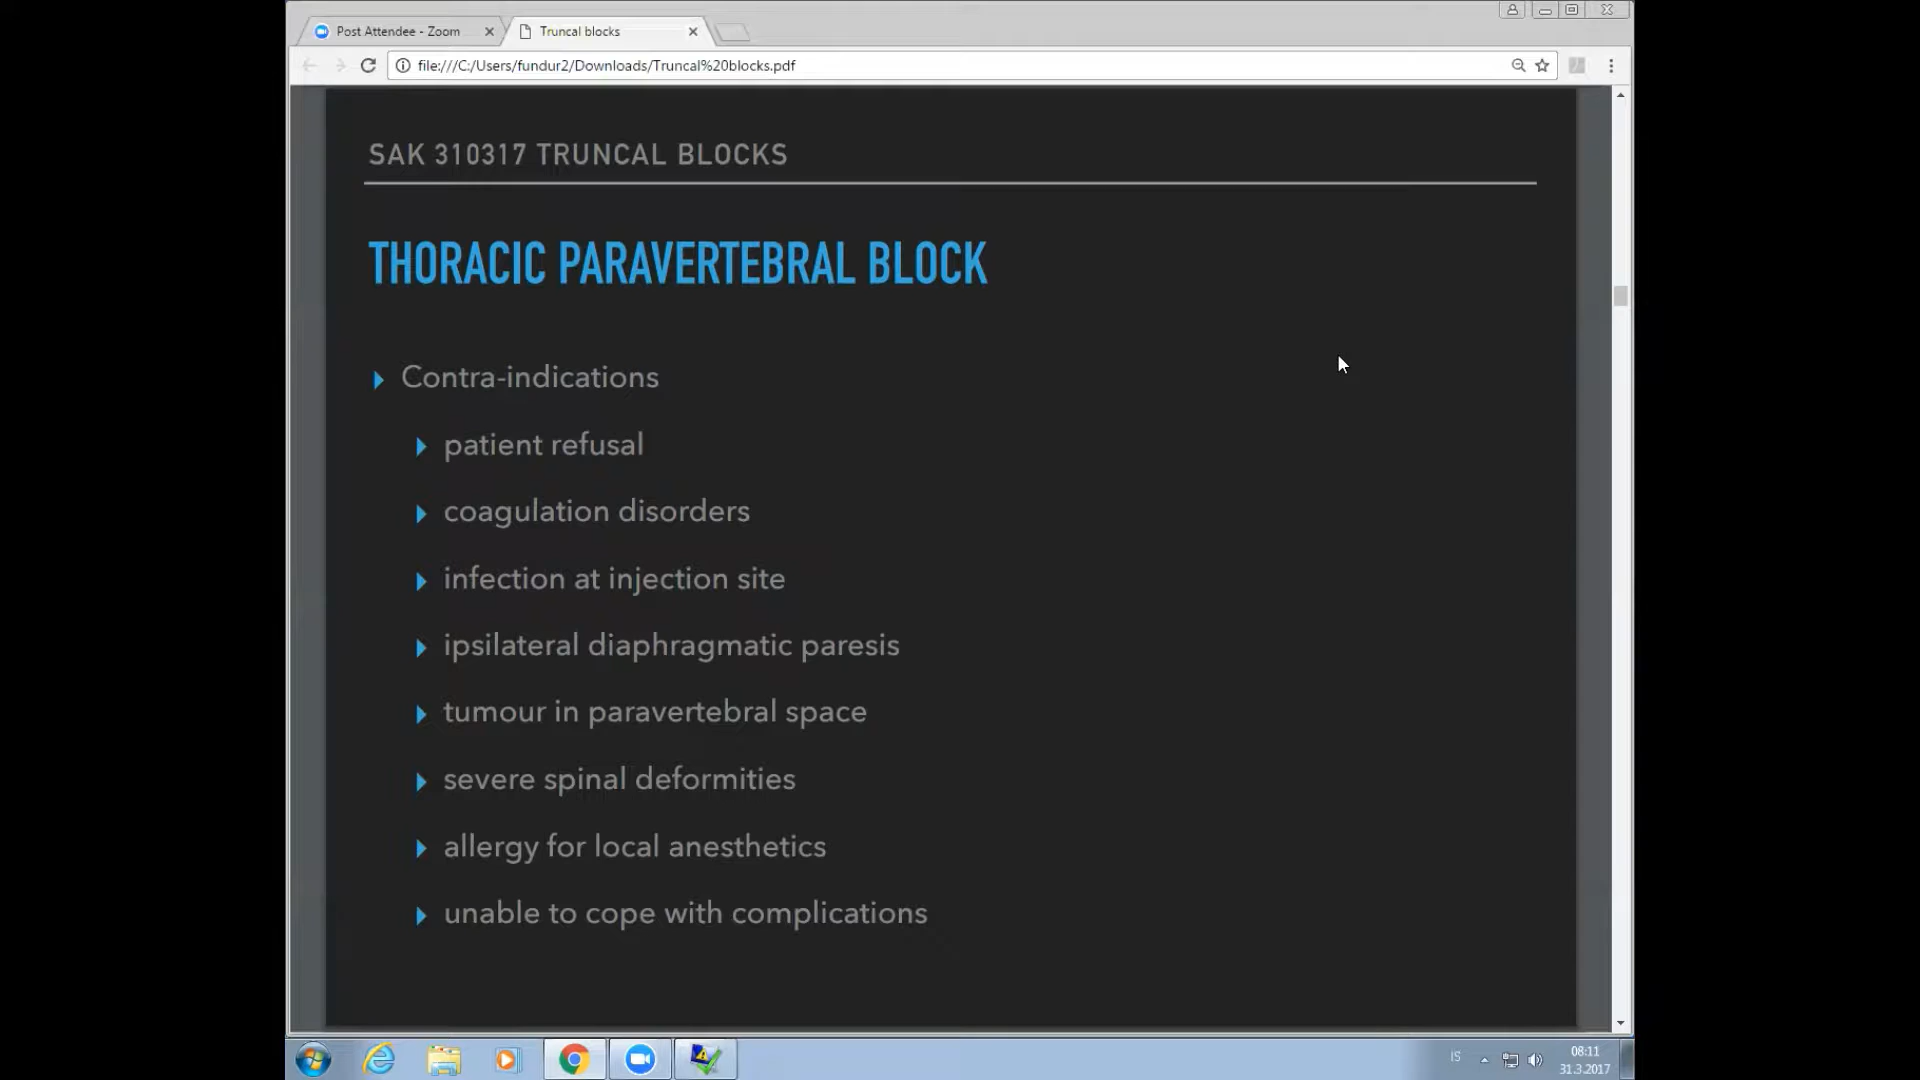 Post Attendee - Zoom
Truncal blocks
file:///C:/Users/fundur2/Downloads/Truncal%20blocks.pdf
SAK 310317 TRUNCAL BLOCKS
THORACIC PARAVERTEBRAL BLOCK
Contra-indications
patient refusal
coagulation disorders
infection at injection site
ipsilateral diaphragmatic paresis
tumour in paravertebral space
severe spinal deformities
allergy for local anesthetics
unable to cope with complications
IS
08:11
31.3.2017